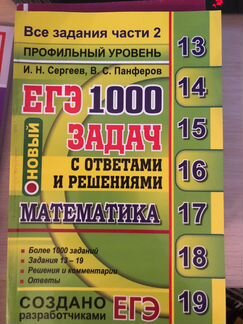 Все задания части 2
ПРОФИЛЬНЫЙ УРОВЕНЬ
И. Н. Сергеев, В. С. Панферов
ЕГЭ 1000
НОВЫЙ
ЗАДАЧ
С ОТВЕТАМИ
И РЕШЕНИЯМИ
МАТЕМАТИКА
• Более 1000 заданий
• Задания 13 – 19
• Решения и комментарии
• Ответы
СОЗДАНО
разработчиками ЕГЭ
13
14
15
16
17
18
19